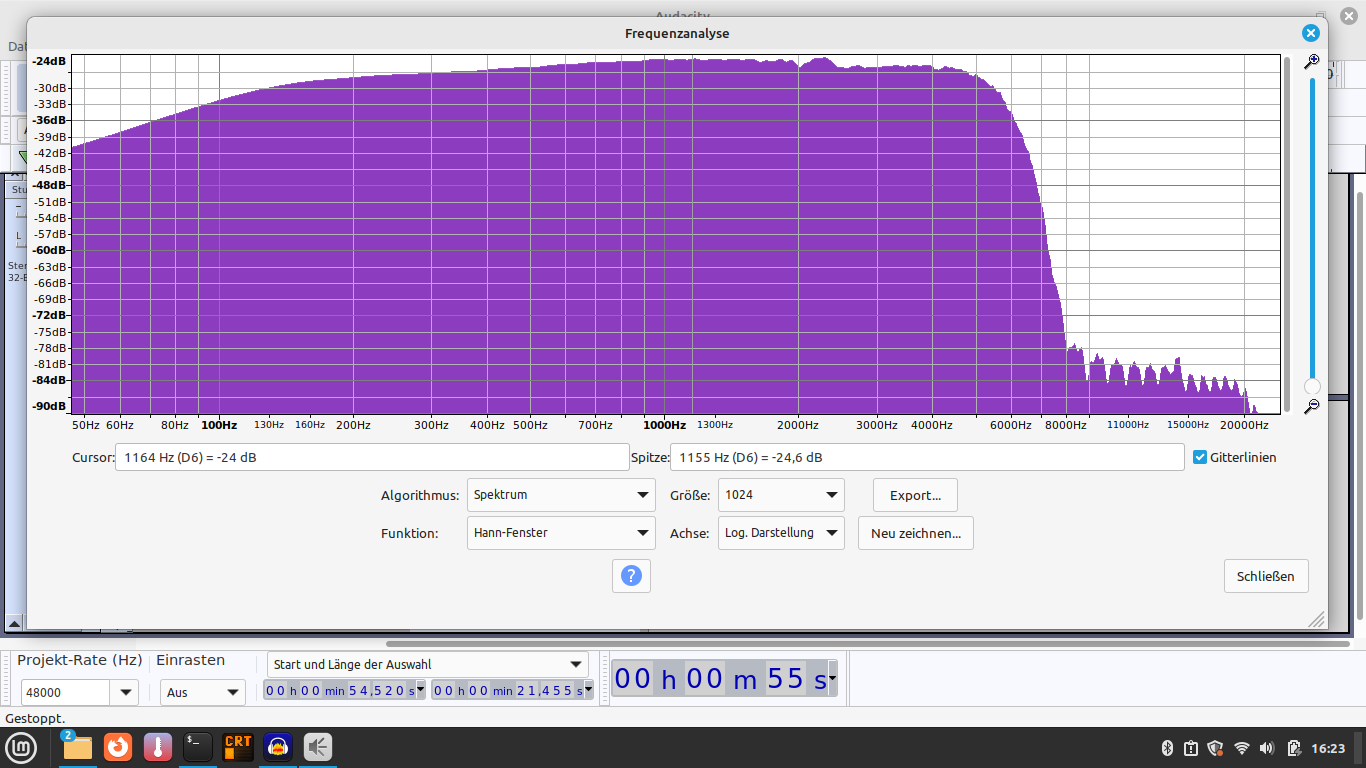 Audacity
Frequenzanalyse
-24dB
-30dB
-33dB
-36dB
-39dB
-42dB
-45dB
-48dB
-51dB
-54dB
-57dB
-60dB
-63dB
-66dB
-69dB
-72dB
-75dB
-78dB
-81dB
-84dB
-90dB
50Hz 60Hz 80Hz 100Hz 130Hz 160Hz 200Hz 300Hz 400Hz 500Hz 700Hz 1000Hz 1300Hz 2000Hz 3000Hz 4000Hz 6000Hz 8000Hz 11000Hz 15000Hz 20000Hz
Cursor: 1164 Hz (D6) = -24 dB Spitze: 1155 Hz (D6) = -24,6 dB Gitterlinien
Algorithmus: Spektrum Größe: 1024 Export...
Funktion: Hann-Fenster Achse: Log. Darstellung Neu zeichnen...
?
Schließen
Projekt-Rate (Hz) Einrasten Start und Länge der Auswahl
48000 Aus 00 h 00 min 54,520 s 00 h 00 min 21,455 s 00 h 00 m 55 s
Gestoppt.
2 $_ CRT 16:23